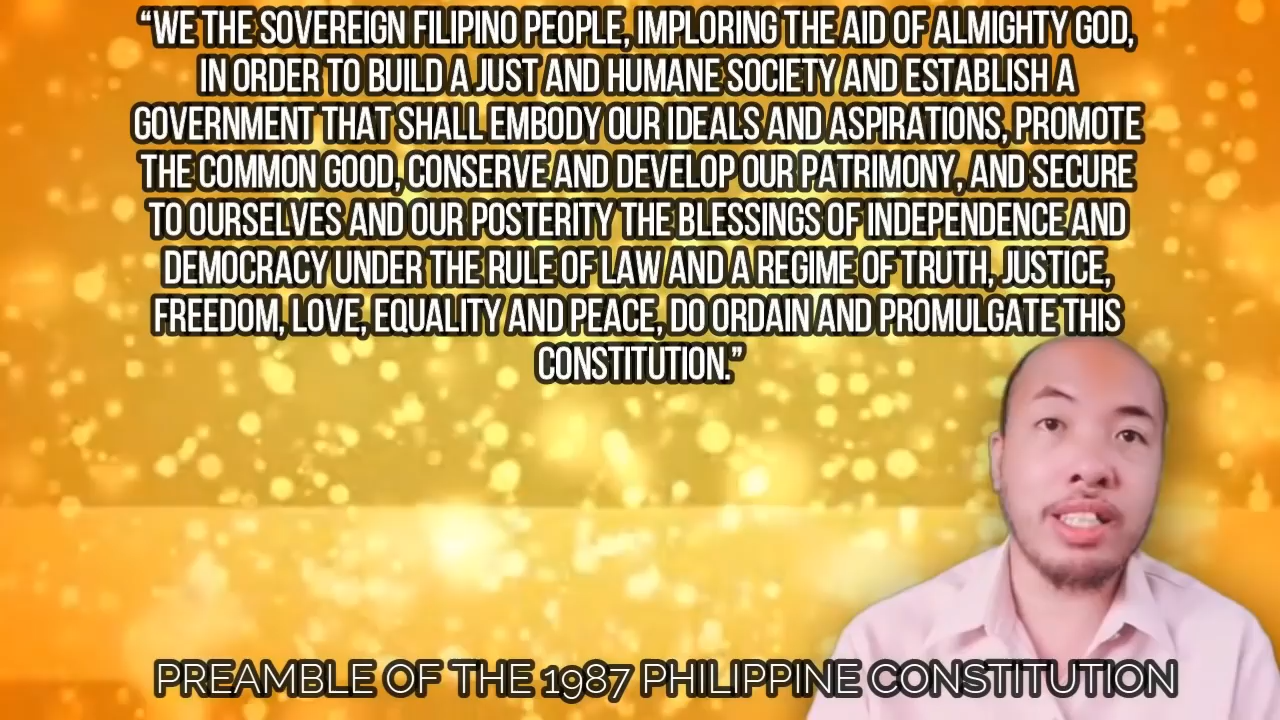 “WE THE SOVEREIGN FILIPINO PEOPLE, IMPLORING THE AID OF ALMIGHTY GOD,
IN ORDER TO BUILD A JUST AND HUMANE SOCIETY AND ESTABLISH A
GOVERNMENT THAT SHALL EMBODY OUR IDEALS AND ASPIRATIONS, PROMOTE
THE COMMON GOOD, CONSERVE AND DEVELOP OUR PATRIMONY, AND SECURE
TO OURSELVES AND OUR POSTERITY THE BLESSINGS OF INDEPENDENCE AND
DEMOCRACY UNDER THE RULE OF LAW AND A REGIME OF TRUTH, JUSTICE,
FREEDOM, LOVE, EQUALITY AND PEACE, DO ORDAIN AND PROMULGATE THIS
CONSTITUTION.”
PREAMBLE OF THE 1987 PHILIPPINE CONSTITUTION